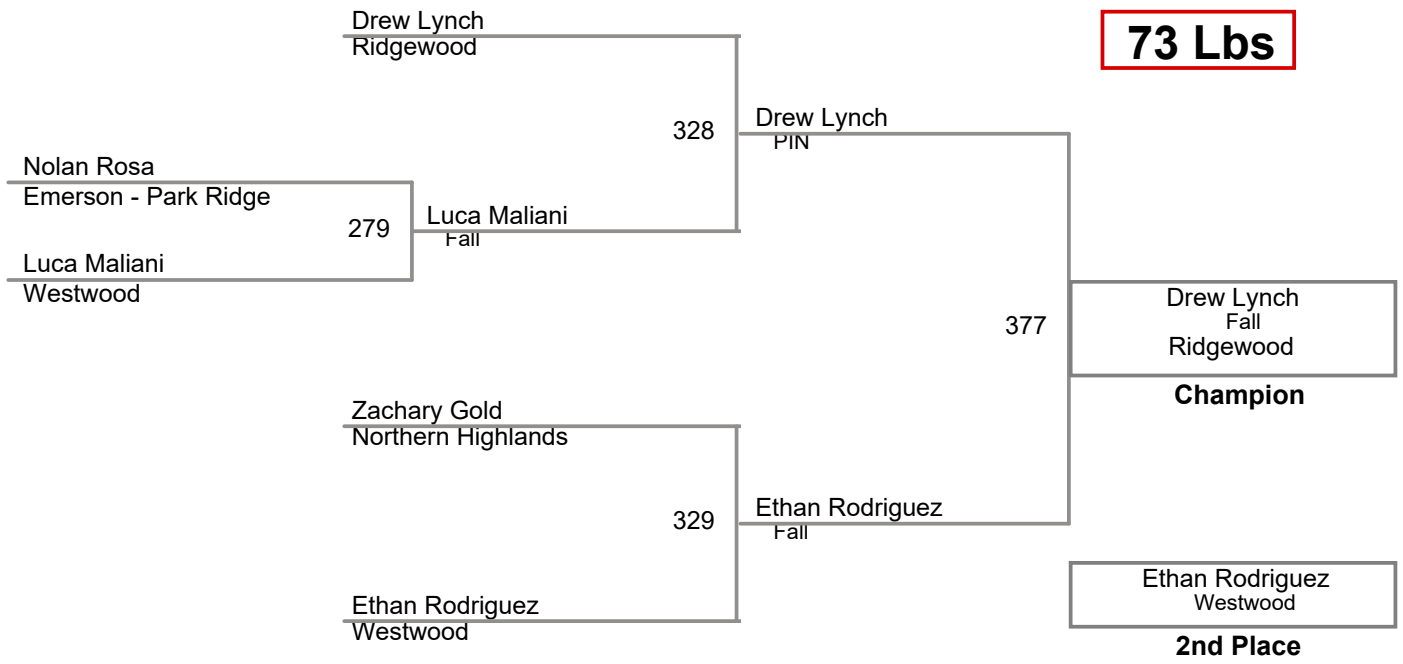 Drew Lynch
Ridgewood
73 Lbs
328
Drew Lynch
PIN
Nolan Rosa
Emerson - Park Ridge
279
Luca Maliani
Fall
Luca Maliani
Westwood
377
Drew Lynch
Fall
Ridgewood
Champion
Zachary Gold
Northern Highlands
329
Ethan Rodriguez
Fall
Ethan Rodriguez
Westwood
Ethan Rodriguez
Westwood
2nd Place